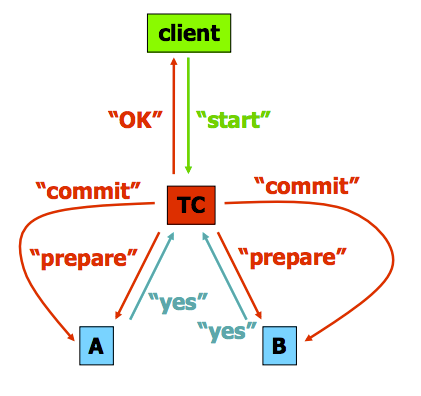 client
“OK”
“start”
“commit”
“commit”
TC
“prepare”
“prepare”
“yes”
“yes”
A
B